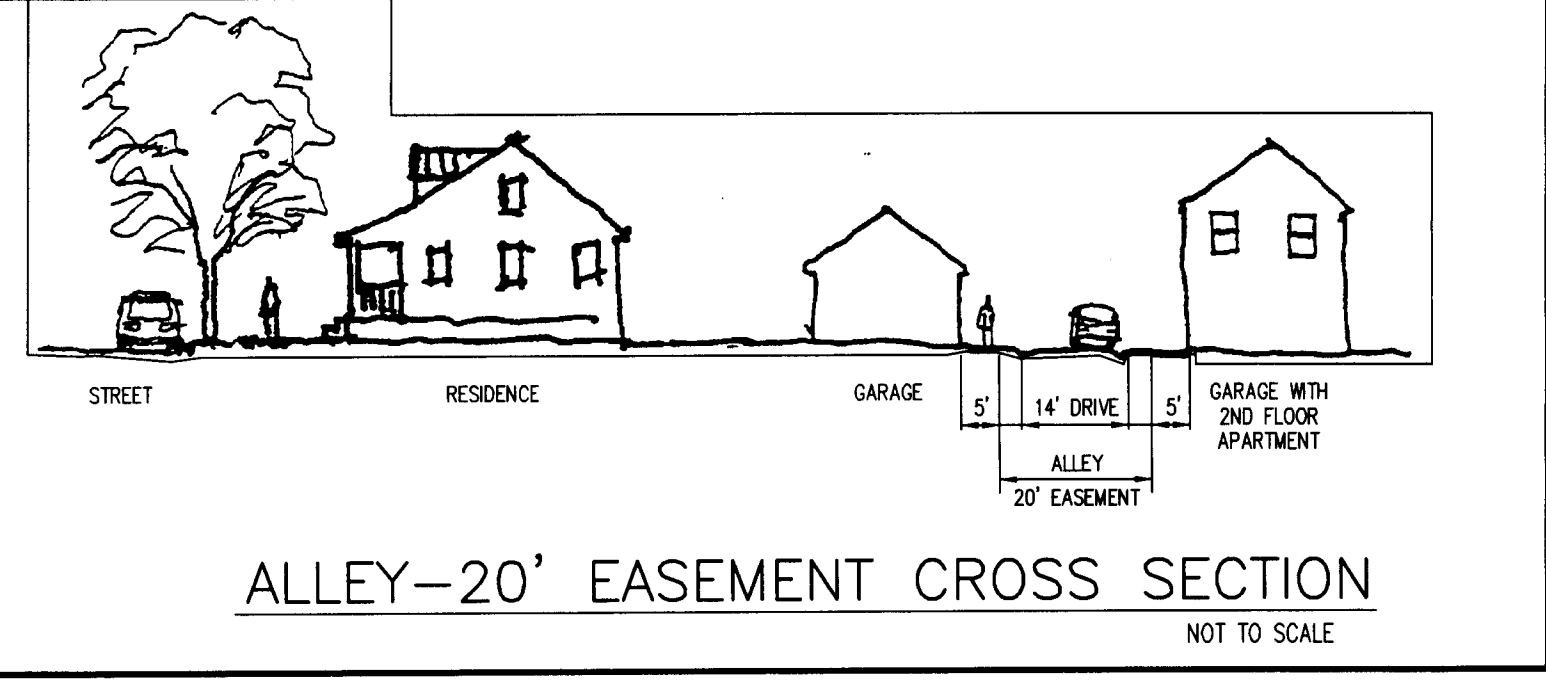 STREET
RESIDENCE
GARAGE
5'
14' DRIVE
5'
GARAGE WITH
2ND FLOOR
APARTMENT
ALLEY
20' EASEMENT
ALLEY-20' EASEMENT CROSS SECTION
NOT TO SCALE